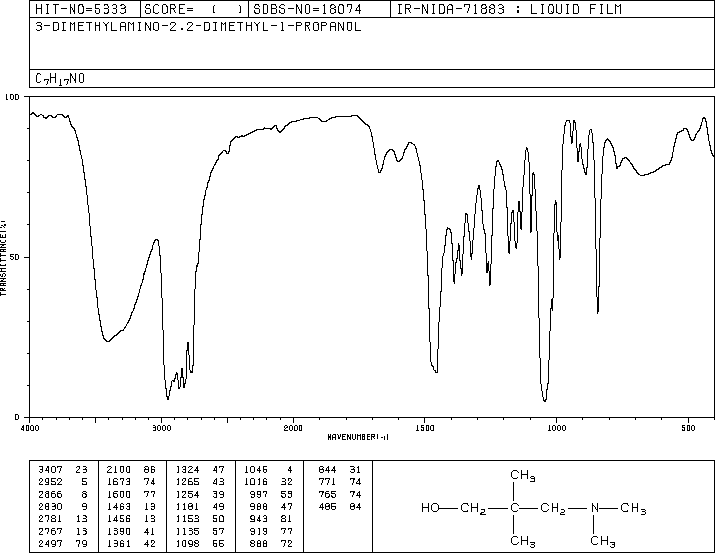 HIT-NO=5333 SCORE= ( ) SDBS-NO=18074 IR-NIDA-71883 : LIQUID FILM
3-DIMETHYLAMINO-2,2-DIMETHYL-1-PROPANOL
C7H17NO
100
50
0
TRANSMITTANCE(%)
4000 3000 2000 1500 1000 500
WAVENUMBER(-1)
3407 23 2100 86 1324 47 1046 4 844 31
2952 5 1673 74 1265 43 1016 32 771 74
2866 8 1600 77 1254 39 997 59 765 74
2830 9 1463 13 1181 49 988 47 485 84
2781 13 1456 13 1153 50 943 81
2767 13 1390 41 1135 57 919 77
2497 79 1361 42 1098 55 888 72
CH3
HO CH2 C CH2 N CH3
CH3 CH3